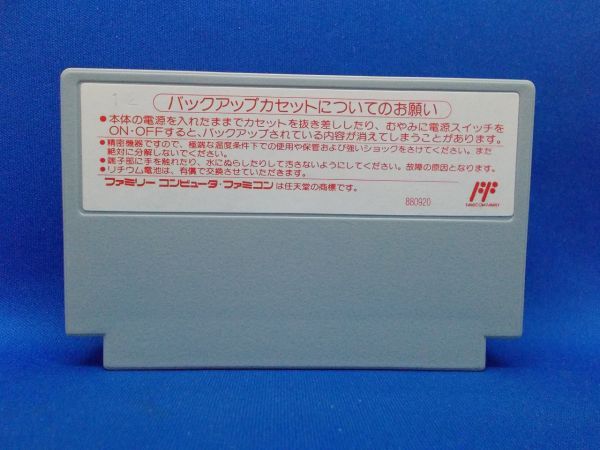 バックアップカセットについてのお願い
●本体の電源を入れたままでカセットを抜き差ししたり、むやみに電源スイッチを
ON・OFFすると、バックアップされている内容が消えてしまうことがあります。
●精密機器ですので、極端な温度条件下での使用や保管および強いショックをさけてください。また
絶対に分解しないでください。
●端子部に手を触れたり、水にぬらしたりして汚さないようにしてください。故障の原因となります。
●リチウム電池は、有償で交換させていただきます。
ファミリーコンピュータ・ファミコンは任天堂の商標です。
FF
FAMICOM FAMILY
880920